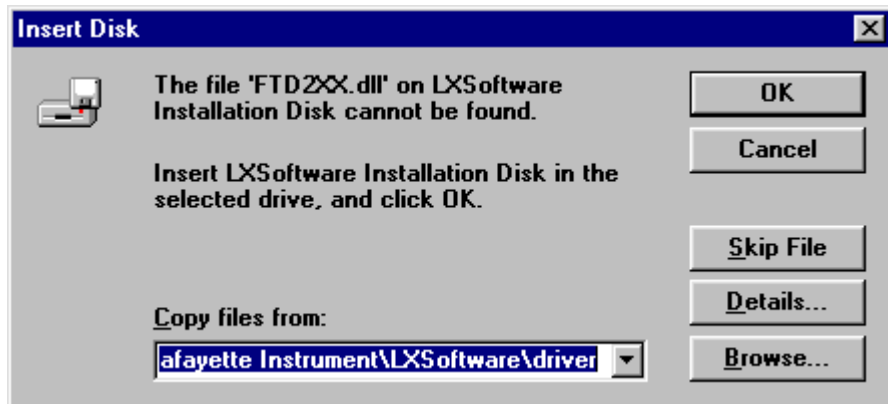 Insert Disk
The file 'FTD2XX.dll' on LXSoftware
Installation Disk cannot be found.
Insert LXSoftware Installation Disk in the
selected drive, and click OK.
Copy files from:
afayette Instrument\LXSoftware\driver
OK
Cancel
Skip File
Details...
Browse...